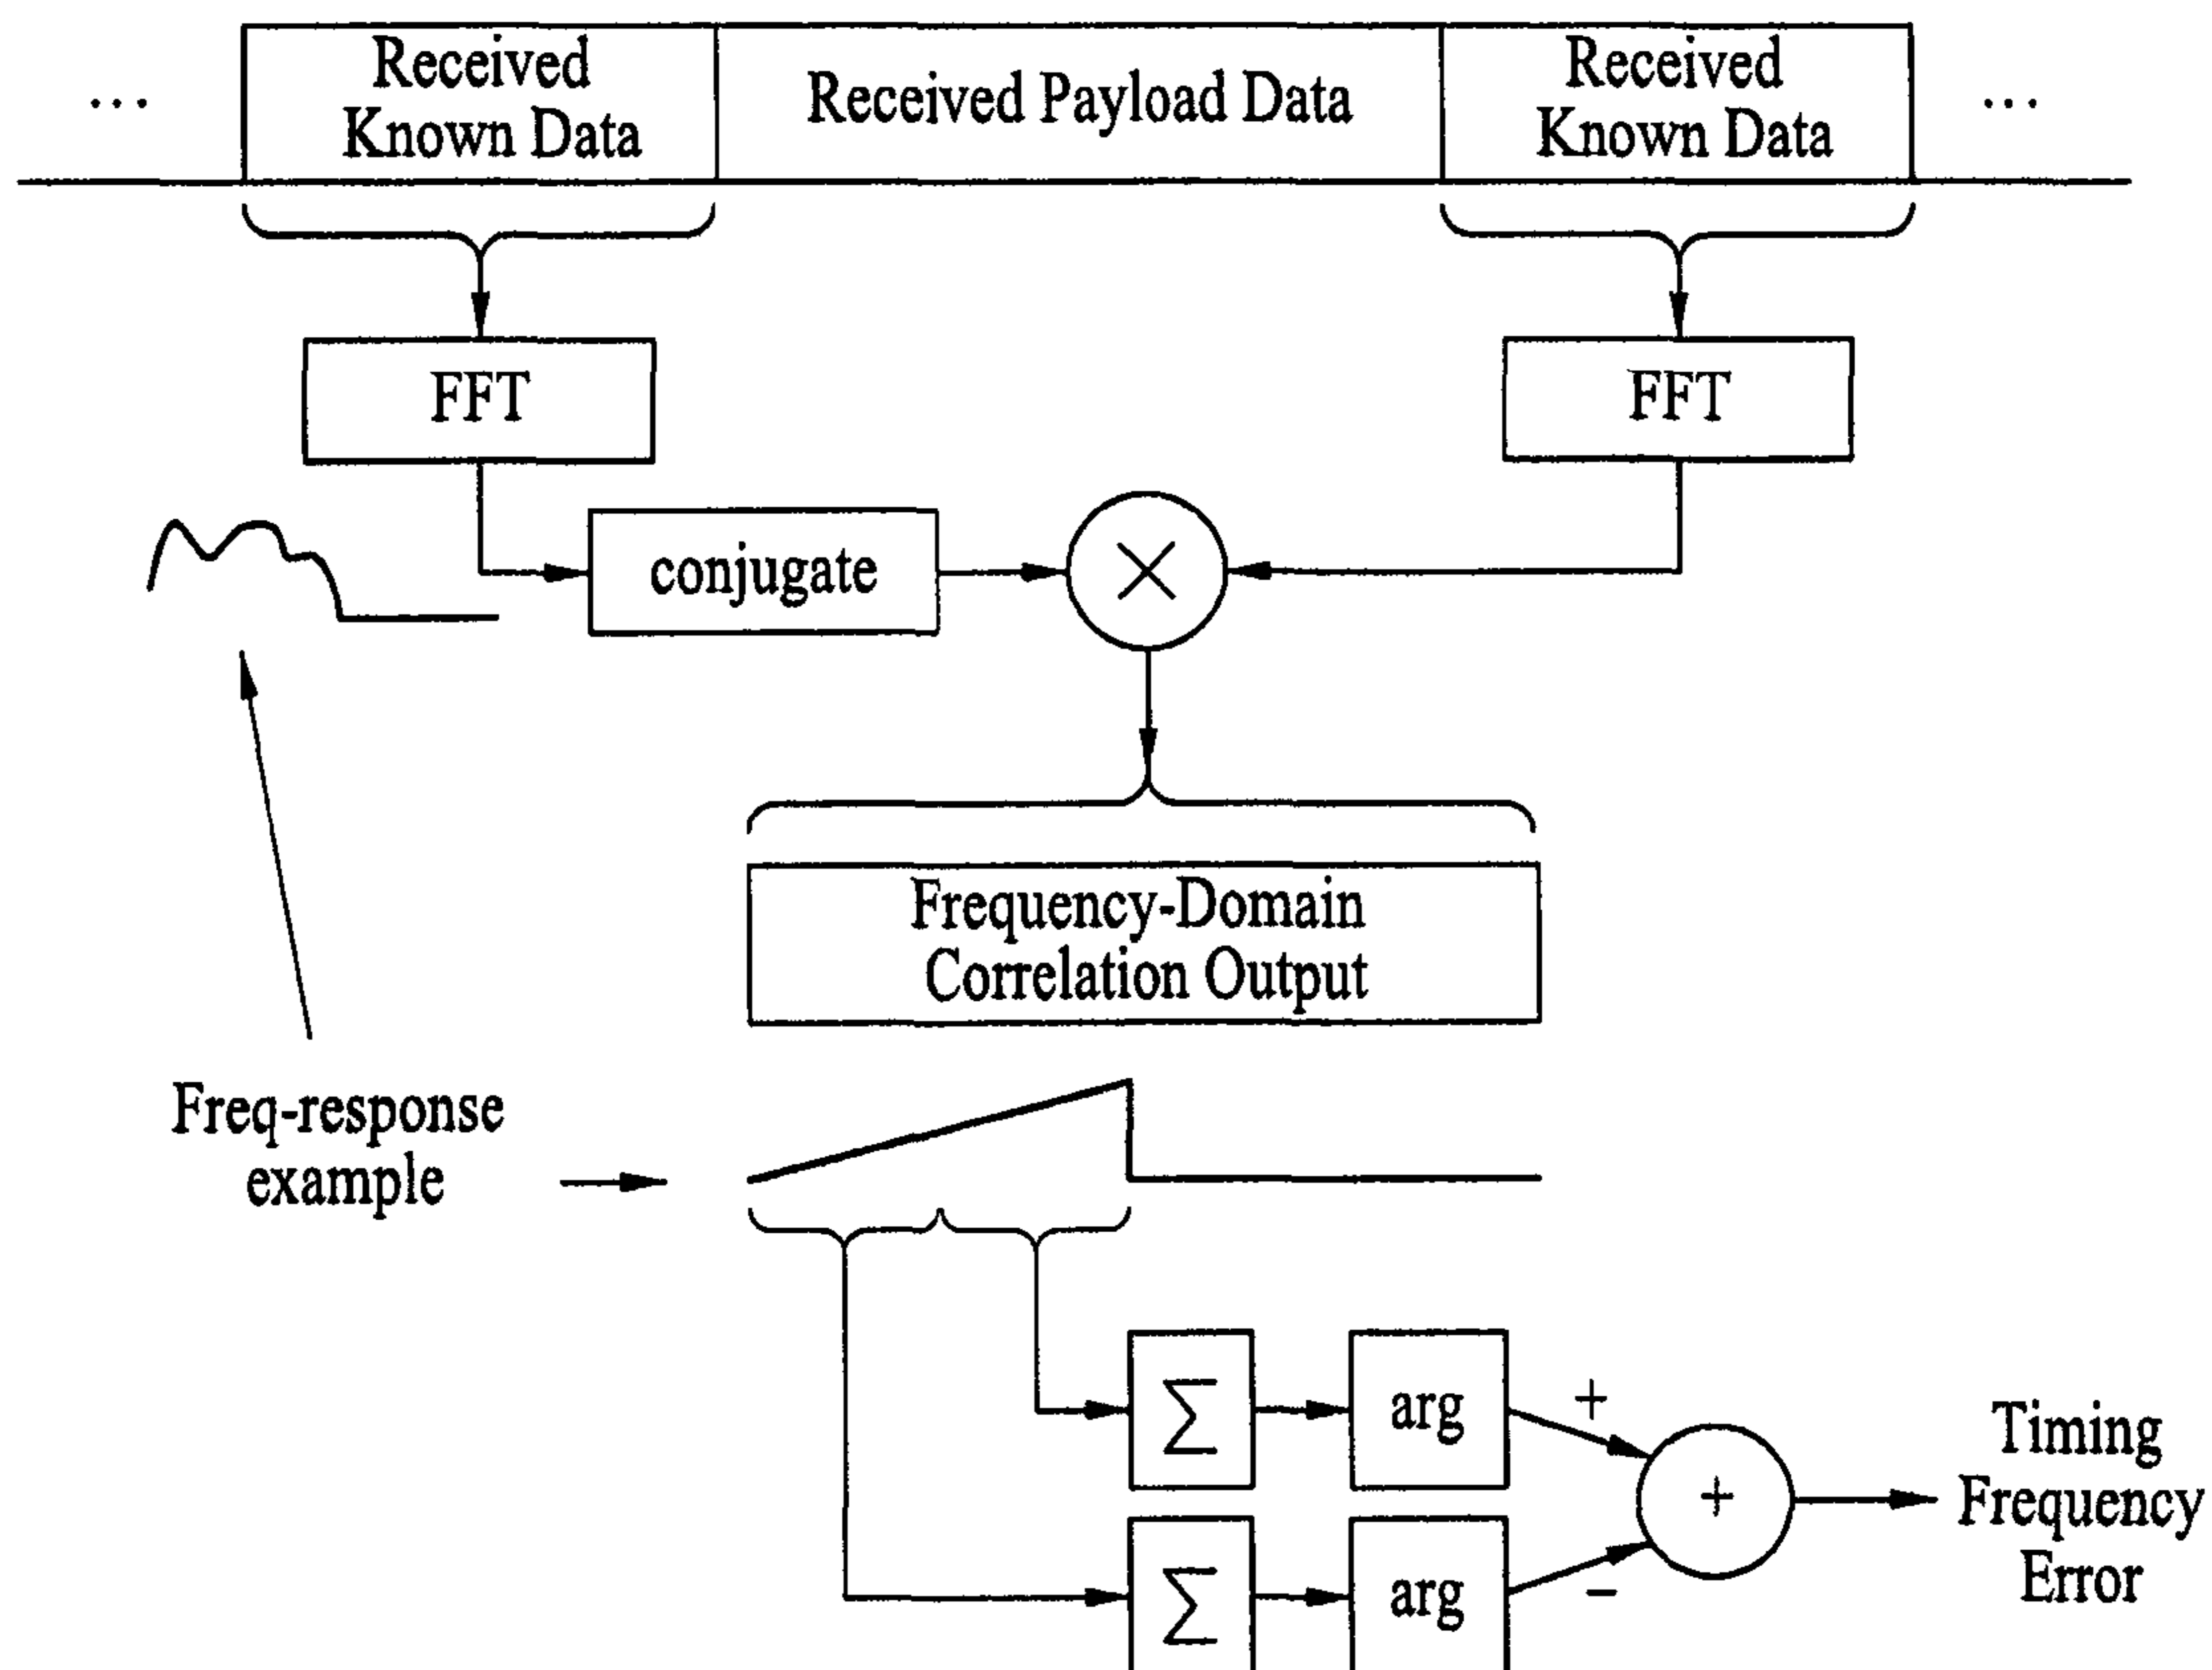 ...
Received
Known Data
Received Payload Data
Received
Known Data
...
FFT
FFT
conjugate
×
Frequency-Domain
Correlation Output
Freq-response
example
∑
arg
+
∑
arg
−
+
Timing
Frequency
Error